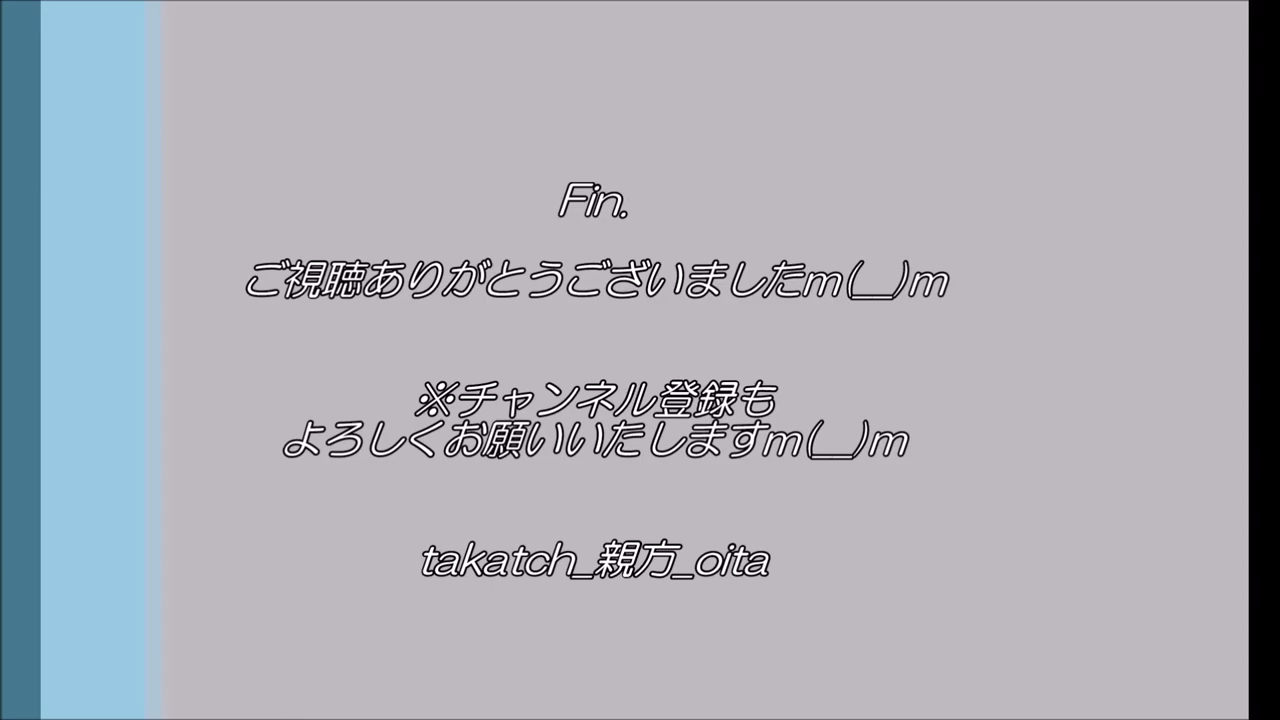 Fin.
ご視聴ありがとうございましたm(__)m
※チャンネル登録も
よろしくお願いいたしますm(__)m
takatch_親方_oita